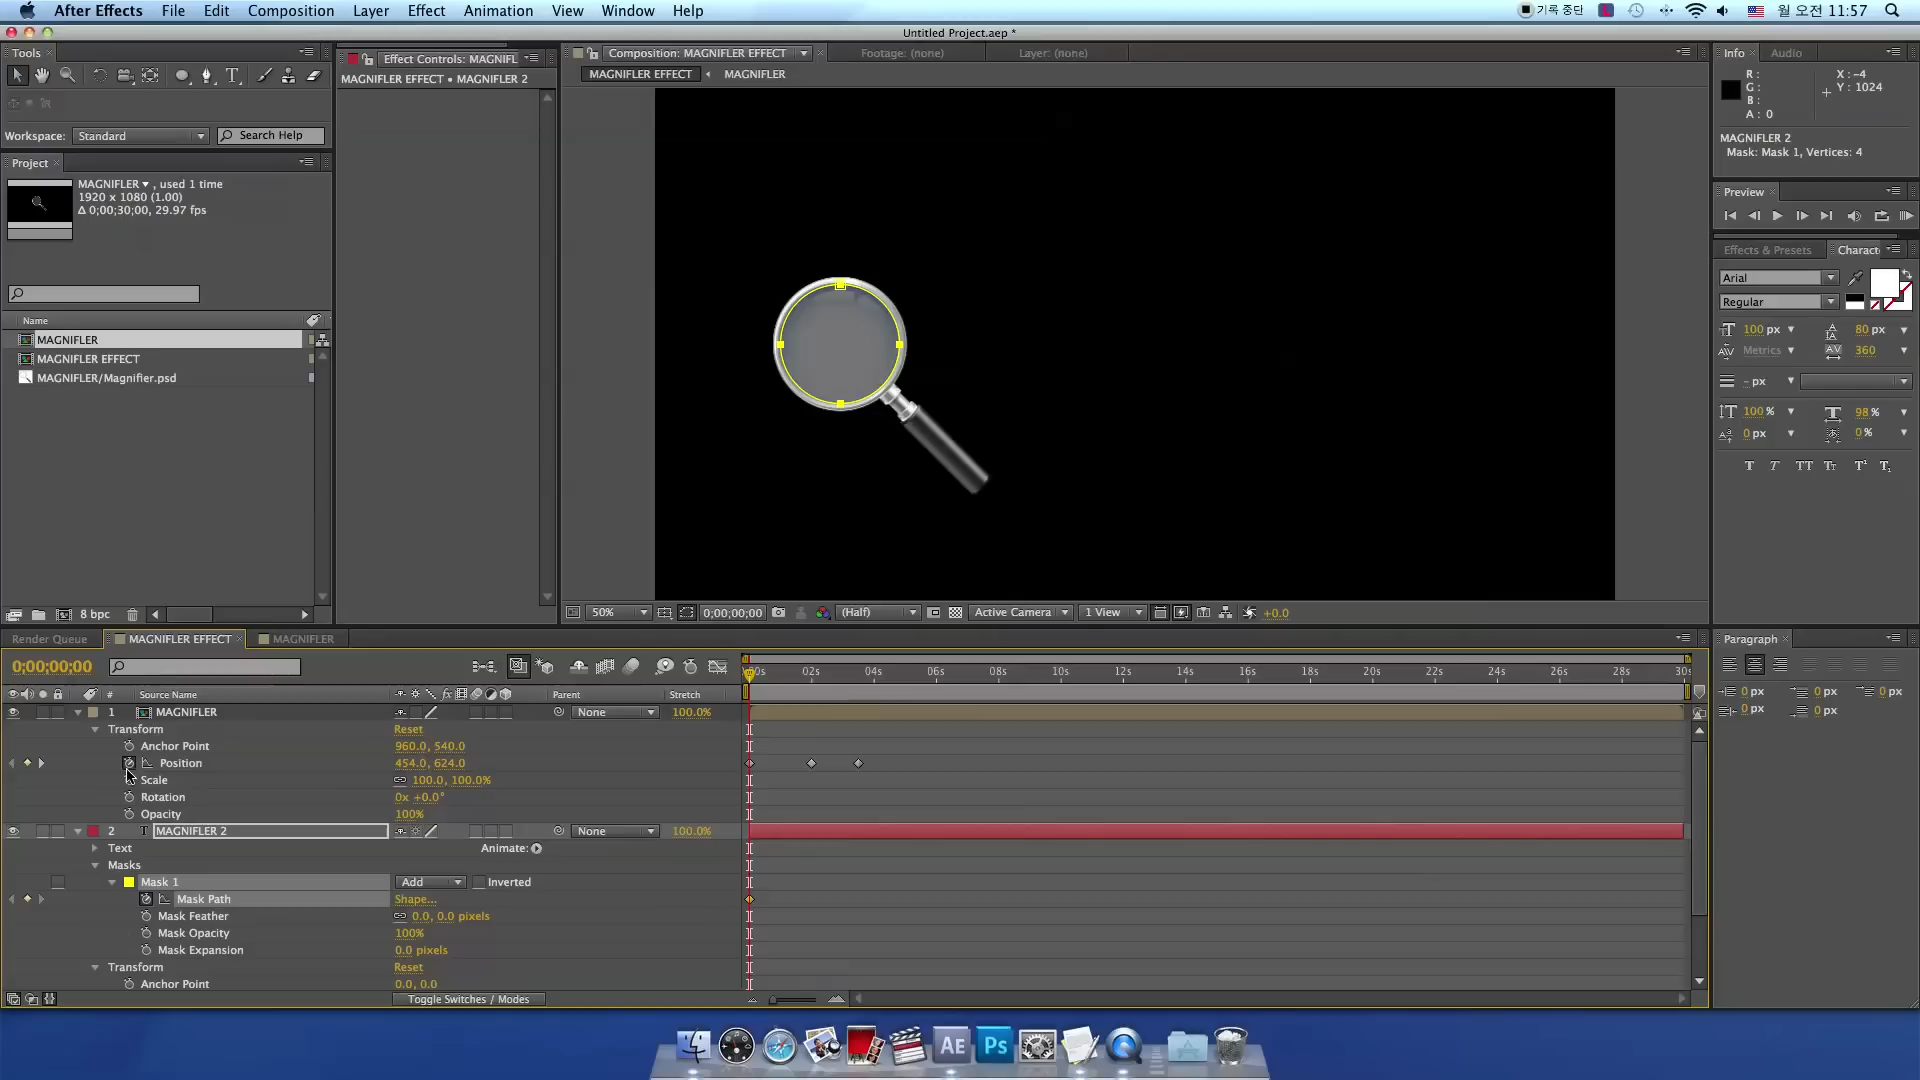 After Effects File Edit Composition Layer Effect Animation View Window Help 기록 중단 월 오전 11:57
Untitled Project.aep *
Tools
Workspace: Standard Search Help
Project
MAGNIFLER , used 1 time
1920 x 1080 (1.00)
Δ 0;00;30;00, 29.97 fps
Name
MAGNIFLER
MAGNIFLER EFFECT
MAGNIFLER/Magnifier.psd
8 bpc
Effect Controls: MAGNIFL
MAGNIFLER EFFECT • MAGNIFLER 2
Composition: MAGNIFLER EFFECT Footage: (none) Layer: (none)
MAGNIFLER EFFECT MAGNIFLER
50% 0;00;00;00 (Half) Active Camera 1 View +0.0
Info Audio
R : X : -4
G : Y : 1024
B :
A : 0
MAGNIFLER 2
Mask: Mask 1, Vertices: 4
Preview
Effects & Presets Charact
Arial
Regular
100 px 80 px
Metrics 360
- px
100 % 98 %
0 px 0 %
T T TT Tr T¹ T₁
Paragraph
0 px 0 px 0 px
0 px 0 px
Render Queue MAGNIFLER EFFECT MAGNIFLER
0;00;00;00
# Source Name fx Parent Stretch
00s 02s 04s 06s 08s 10s 12s 14s 16s 18s 20s 22s 24s 26s 28s 30s
1 MAGNIFLER None 100.0%
Transform Reset
Anchor Point 960.0, 540.0
Position 454.0, 624.0
Scale 100.0, 100.0%
Rotation 0x +0.0°
Opacity 100%
2 T MAGNIFLER 2 None 100.0%
Text Animate:
Masks
Mask 1 Add Inverted
Mask Path Shape...
Mask Feather 0.0, 0.0 pixels
Mask Opacity 100%
Mask Expansion 0.0 pixels
Transform Reset
Anchor Point 0.0, 0.0
Toggle Switches / Modes
AE Ps